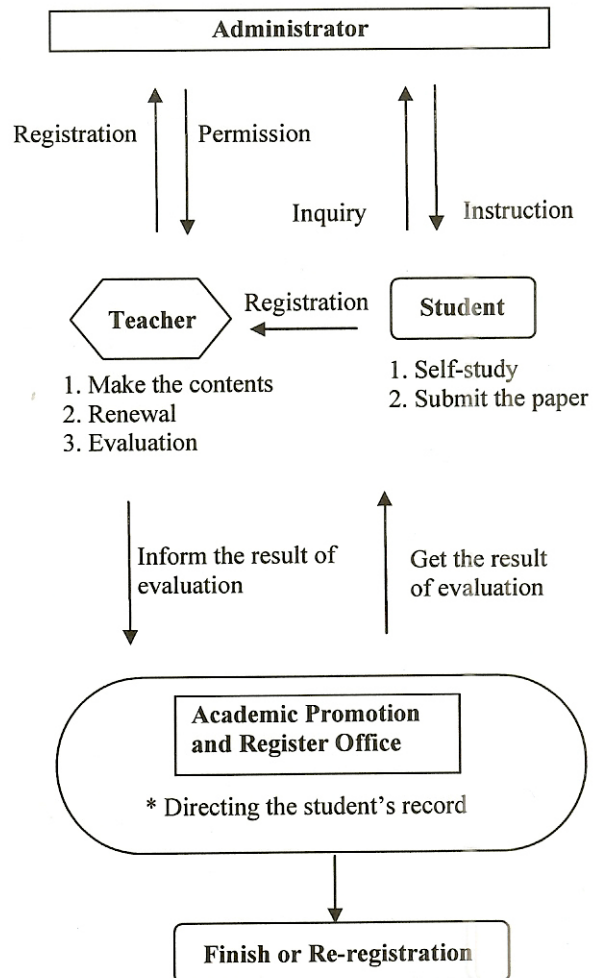 Administrator
Registration
Permission
Inquiry
Instruction
Teacher
Registration
Student
1. Make the contents
2. Renewal
3. Evaluation
1. Self-study
2. Submit the paper
Inform the result of
evaluation
Get the result
of evaluation
Academic Promotion
and Register Office
* Directing the student's record
Finish or Re-registration